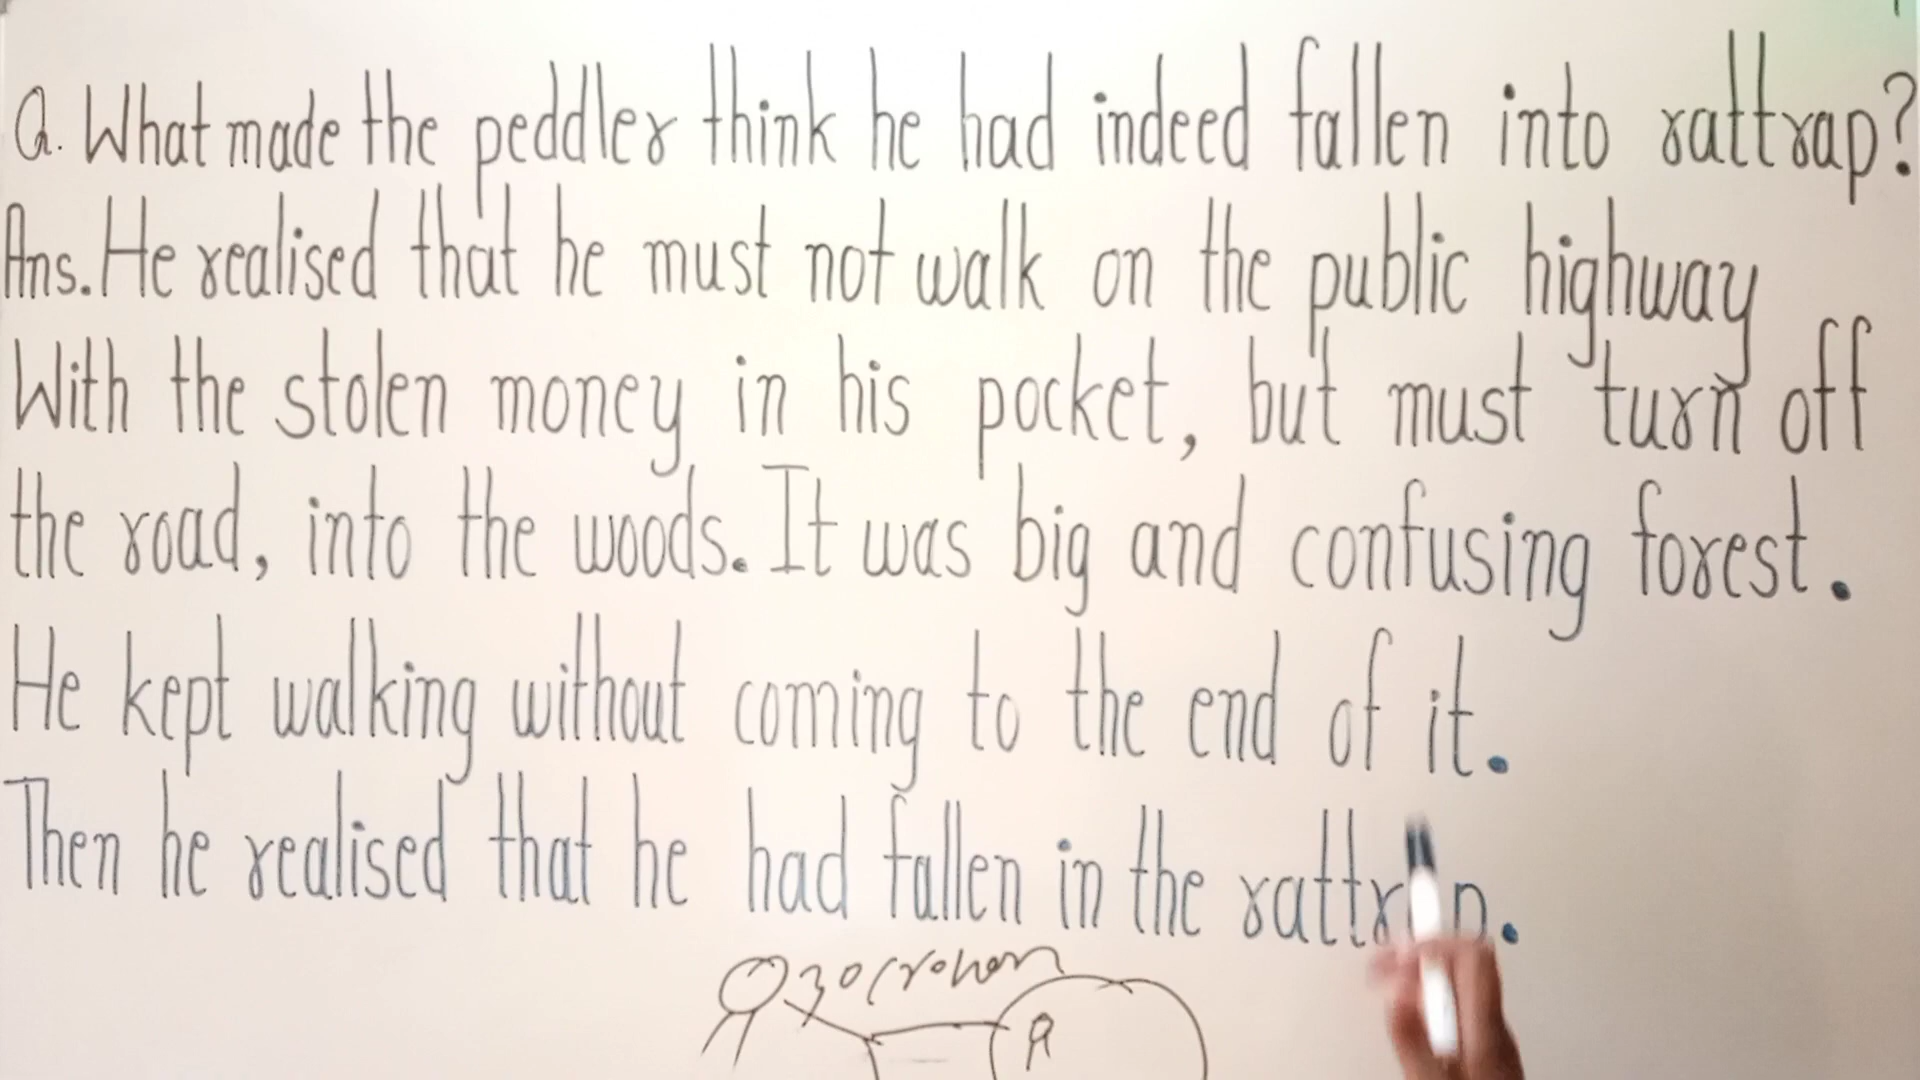 Q. What made the peddler think he had indeed fallen into rattrap?
Ans. He realised that he must not walk on the public highway
With the stolen money in his pocket, but must turn off
the road, into the woods. It was big and confusing forest.
He kept walking without coming to the end of it.
Then he realised that he had fallen in the
30